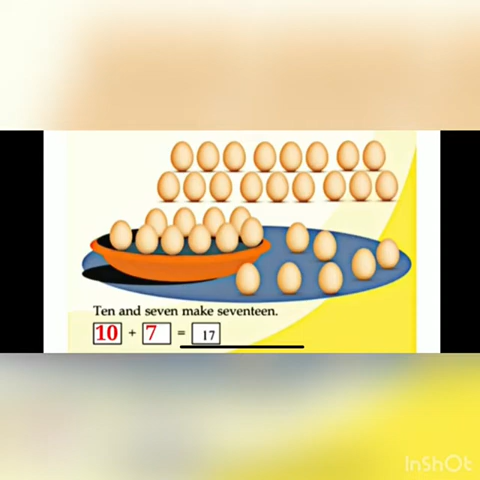 Ten and seven make seventeen.
10 + 7 = 17
InShOt